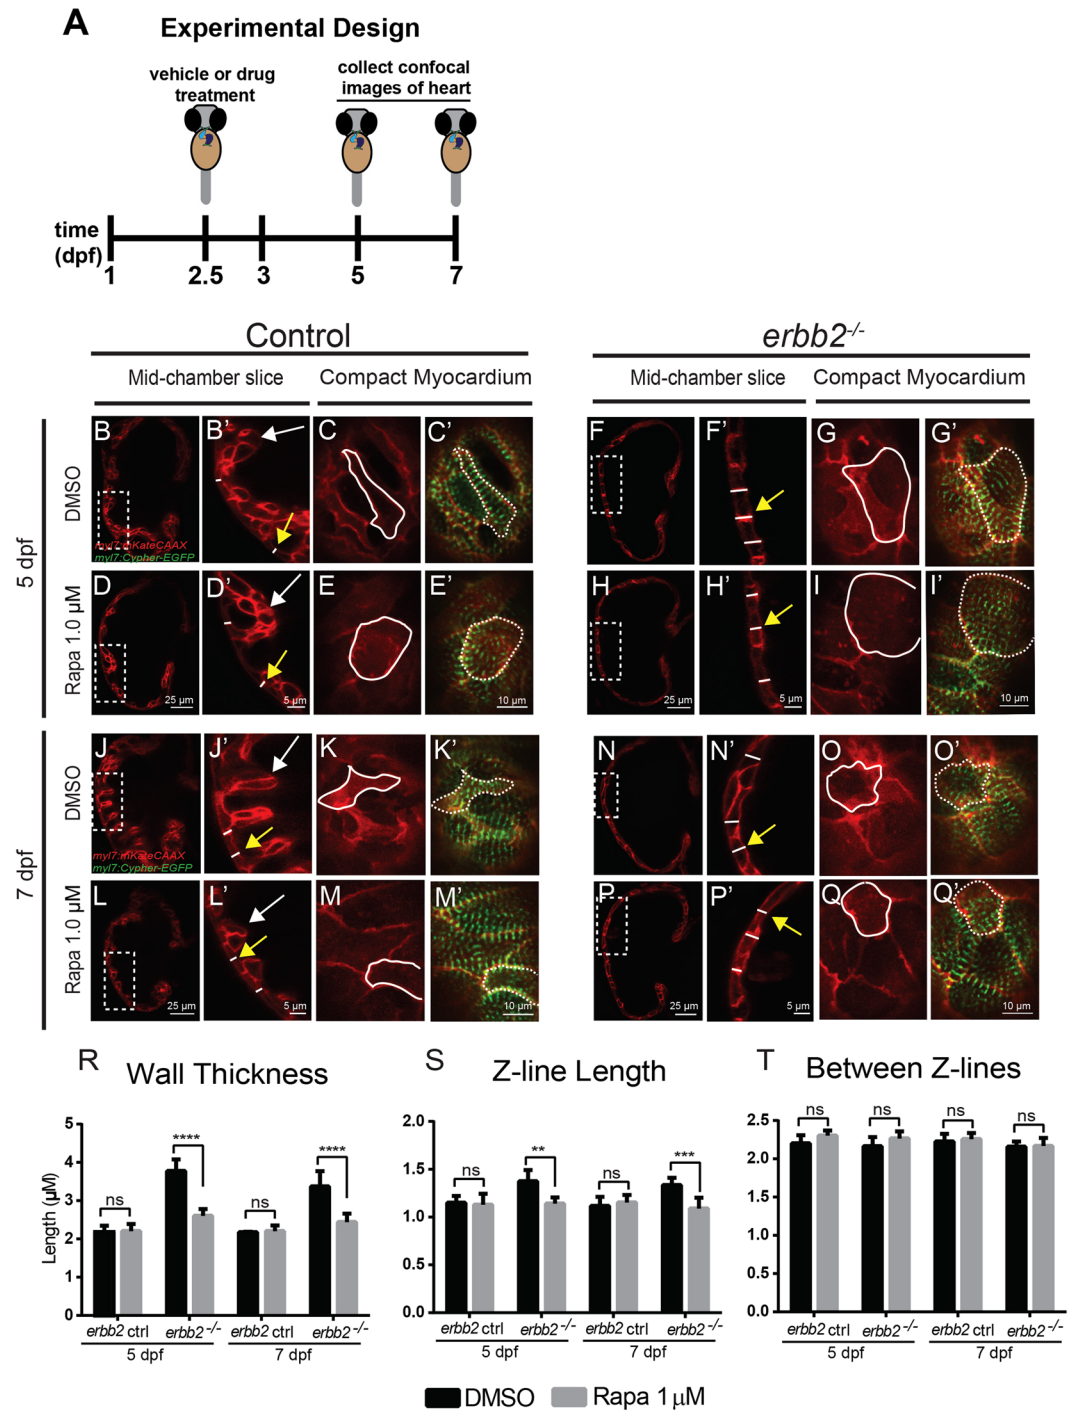 A
Experimental Design
vehicle or drug
treatment
collect confocal
images of heart
time
(dpf)
1 2.5 3 5 7
Control
erbb2-/-
Mid-chamber slice Compact Myocardium
Mid-chamber slice Compact Myocardium
5 dpf
DMSO
B B' C C' F F' G G'
myl7:mKateCAAX
myl7:Cypher-EGFP
Rapa 1.0 µM
D D' E E' H H' I I'
25 µm 5 µm 10 µm 25 µm 5 µm 10 µm
7 dpf
DMSO
J J' K K' N N' O O'
myl7:mKateCAAX
myl7:Cypher-EGFP
Rapa 1.0 µM
L L' M M' P P' Q Q'
25 µm 5 µm 10 µm 25 µm 5 µm 10 µm
R
Wall Thickness
Length (µM)
5
4
3
2
1
0
ns
****
ns
****
erbb2 ctrl erbb2 -/- erbb2 ctrl erbb2 -/-
5 dpf 7 dpf
S
Z-line Length
2.0
1.5
1.0
0.5
0.0
ns
**
ns
***
erbb2 ctrl erbb2 -/- erbb2 ctrl erbb2 -/-
5 dpf 7 dpf
T
Between Z-lines
2.5
2.0
1.5
1.0
0.5
0.0
ns
ns
ns
ns
erbb2 ctrl erbb2 -/- erbb2 ctrl erbb2 -/-
5 dpf 7 dpf
DMSO Rapa 1 µM